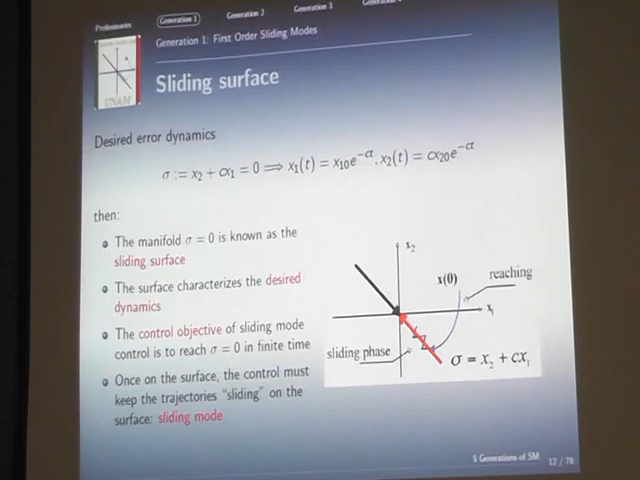 Preliminaries
Generation 1
Generation 2
Generation 3
Generation 1: First Order Sliding Modes
UNAM
Sliding surface
Desired error dynamics
σ := x₂ + cx₁ = 0 ⟹ x₁(t) = x₁₀e⁻ᶜᵗ, x₂(t) = cx₂₀e⁻ᶜᵗ
then:
The manifold σ = 0 is known as the
sliding surface
The surface characterizes the desired
dynamics
The control objective of sliding mode
control is to reach σ = 0 in finite time
Once on the surface, the control must
keep the trajectories "sliding" on the
surface: sliding mode
x₂
x(0)
reaching
x₁
sliding phase
σ = x₂ + cx₁
5 Generations of SM
12 / 78